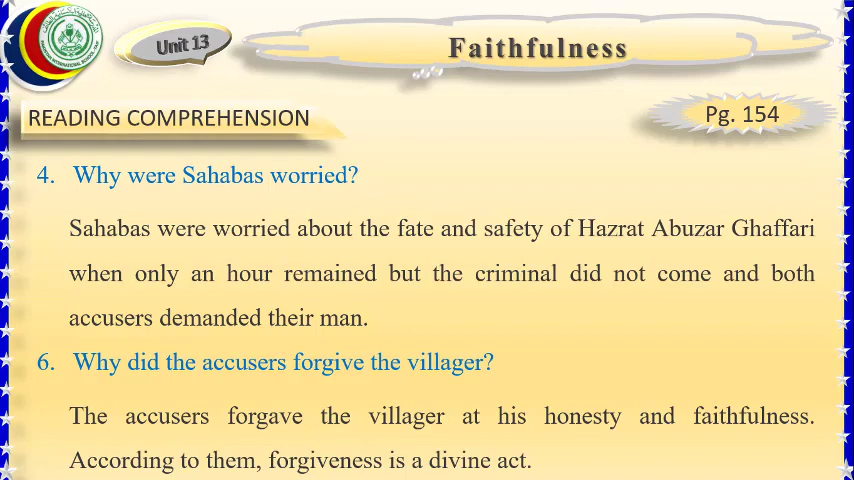 Unit 13
Faithfulness
READING COMPREHENSION
Pg. 154
4. Why were Sahabas worried?
Sahabas were worried about the fate and safety of Hazrat Abuzar Ghaffari
when only an hour remained but the criminal did not come and both
accusers demanded their man.
6. Why did the accusers forgive the villager?
The accusers forgave the villager at his honesty and faithfulness.
According to them, forgiveness is a divine act.